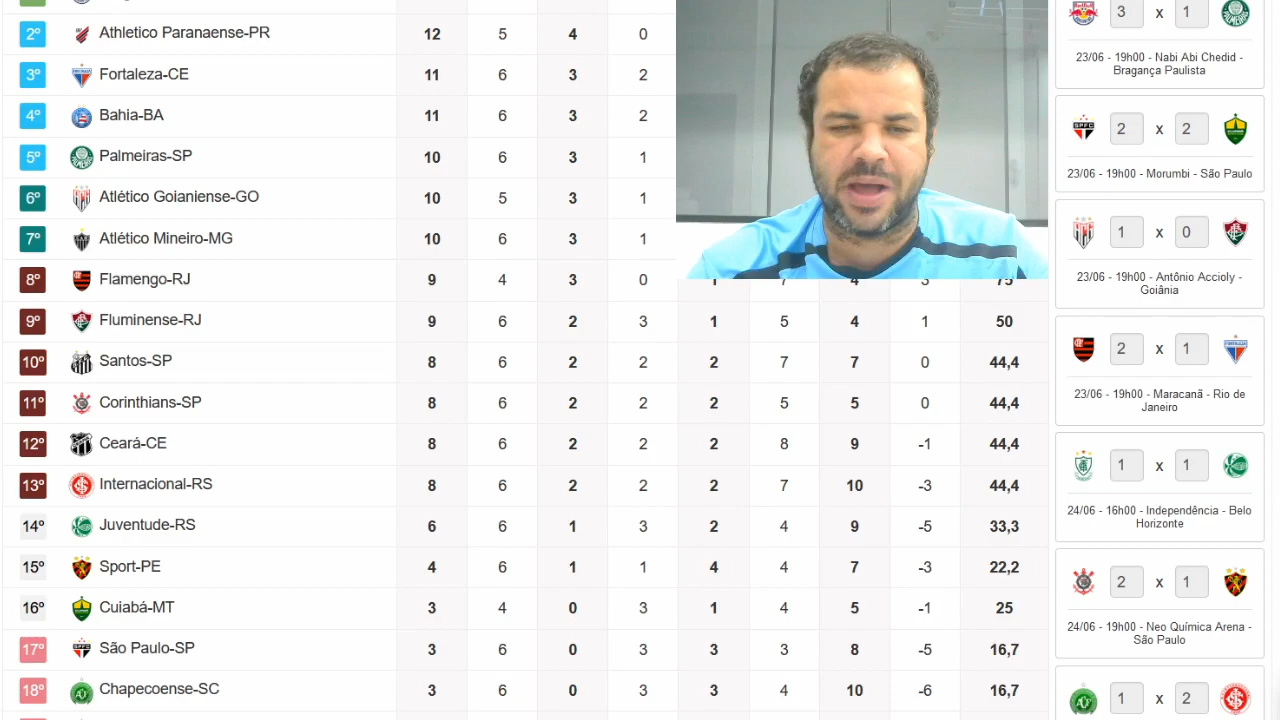 2º Athletico Paranaense-PR 12 5 4 0
3º Fortaleza-CE 11 6 3 2
4º Bahia-BA 11 6 3 2
5º Palmeiras-SP 10 6 3 1
6º Atlético Goianiense-GO 10 5 3 1
7º Atlético Mineiro-MG 10 6 3 1
8º Flamengo-RJ 9 4 3 0 1 7 4 3 75
9º Fluminense-RJ 9 6 2 3 1 5 4 1 50
10º Santos-SP 8 6 2 2 2 7 7 0 44,4
11º Corinthians-SP 8 6 2 2 2 5 5 0 44,4
12º Ceará-CE 8 6 2 2 2 8 9 -1 44,4
13º Internacional-RS 8 6 2 2 2 7 10 -3 44,4
14º Juventude-RS 6 6 1 3 2 4 9 -5 33,3
15º Sport-PE 4 6 1 1 4 4 7 -3 22,2
16º Cuiabá-MT 3 4 0 3 1 4 5 -1 25
17º São Paulo-SP 3 6 0 3 3 3 8 -5 16,7
18º Chapecoense-SC 3 6 0 3 3 4 10 -6 16,7
3 x 1
23/06 - 19h00 - Nabi Abi Chedid -
Bragança Paulista
2 x 2
23/06 - 19h00 - Morumbi - São Paulo
1 x 0
23/06 - 19h00 - Antônio Accioly -
Goiânia
2 x 1
23/06 - 19h00 - Maracanã - Rio de
Janeiro
1 x 1
24/06 - 16h00 - Independência - Belo
Horizonte
2 x 1
24/06 - 19h00 - Neo Química Arena -
São Paulo
1 x 2